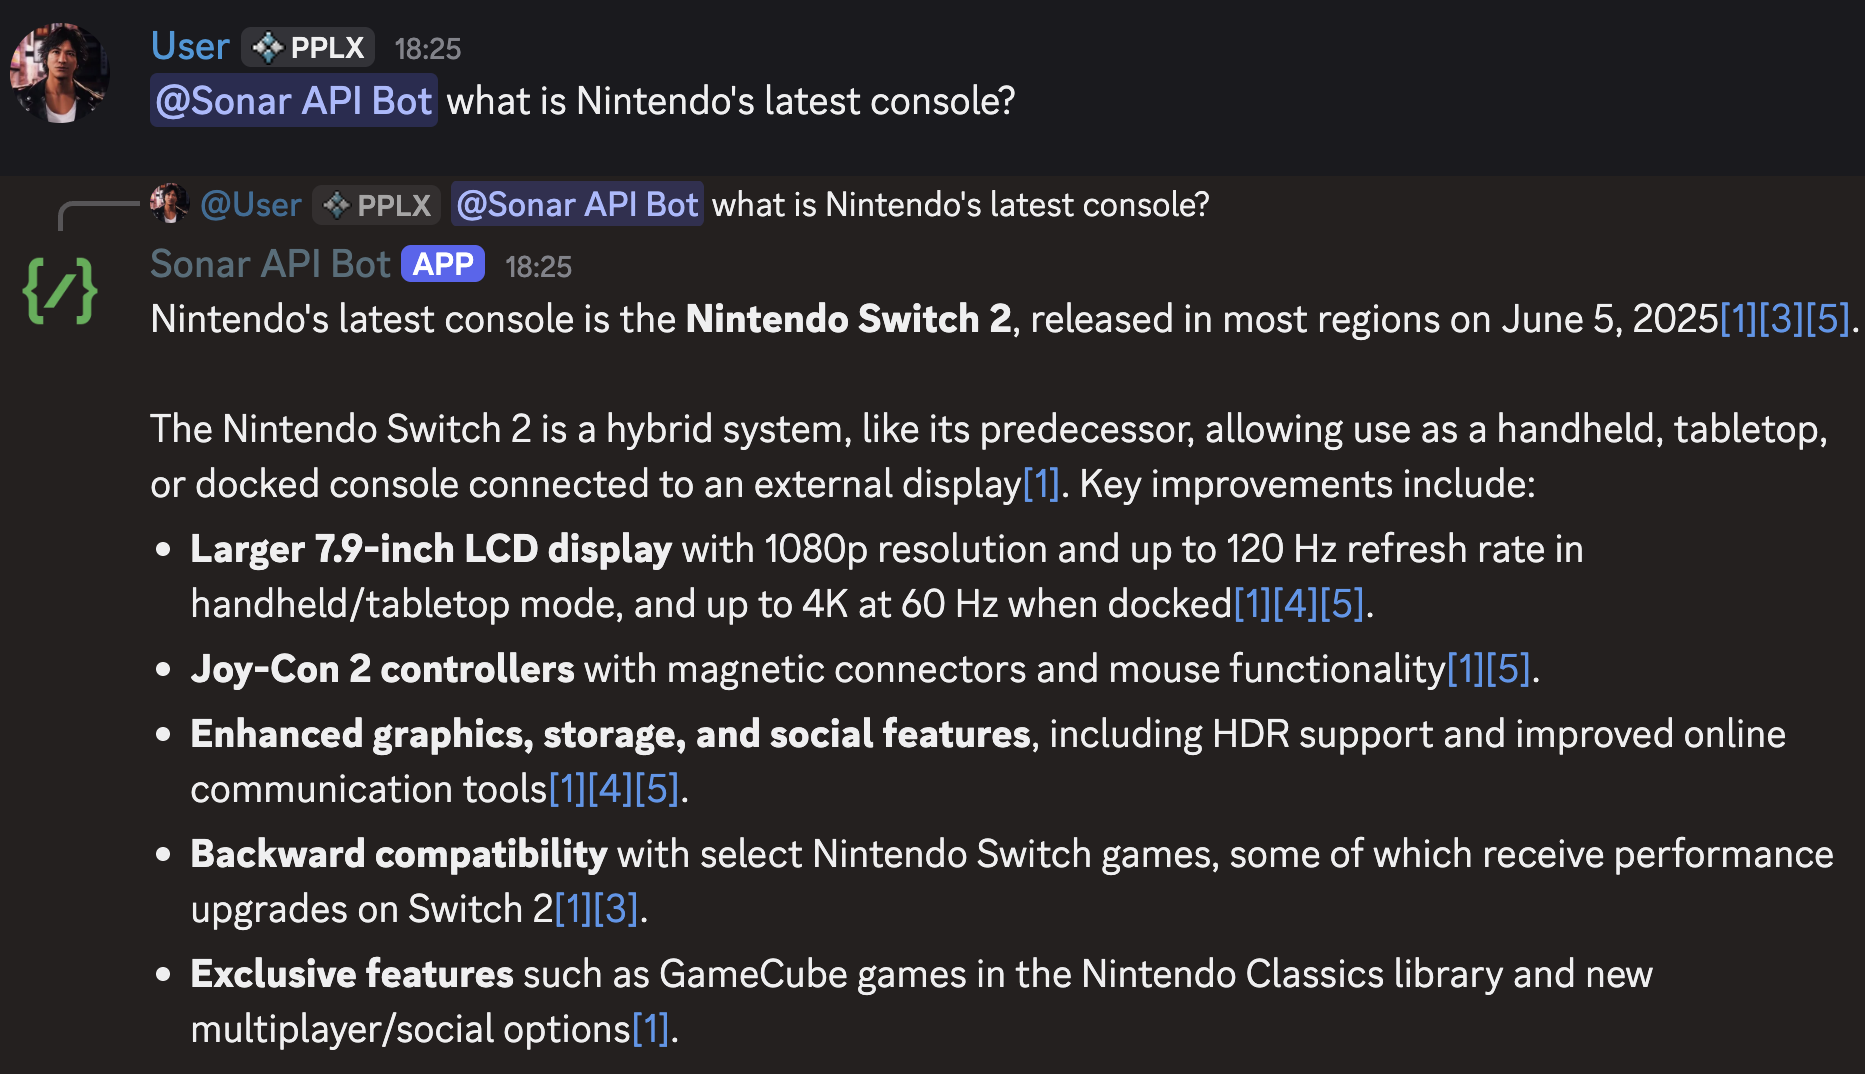 User PPLX 18:25
@Sonar API Bot what is Nintendo's latest console?
@User PPLX @Sonar API Bot what is Nintendo's latest console?
{/}
Sonar API Bot APP 18:25
Nintendo's latest console is the Nintendo Switch 2, released in most regions on June 5, 2025[1][3][5].
The Nintendo Switch 2 is a hybrid system, like its predecessor, allowing use as a handheld, tabletop,
or docked console connected to an external display[1]. Key improvements include:
• Larger 7.9-inch LCD display with 1080p resolution and up to 120 Hz refresh rate in
handheld/tabletop mode, and up to 4K at 60 Hz when docked[1][4][5].
• Joy-Con 2 controllers with magnetic connectors and mouse functionality[1][5].
• Enhanced graphics, storage, and social features, including HDR support and improved online
communication tools[1][4][5].
• Backward compatibility with select Nintendo Switch games, some of which receive performance
upgrades on Switch 2[1][3].
• Exclusive features such as GameCube games in the Nintendo Classics library and new
multiplayer/social options[1].